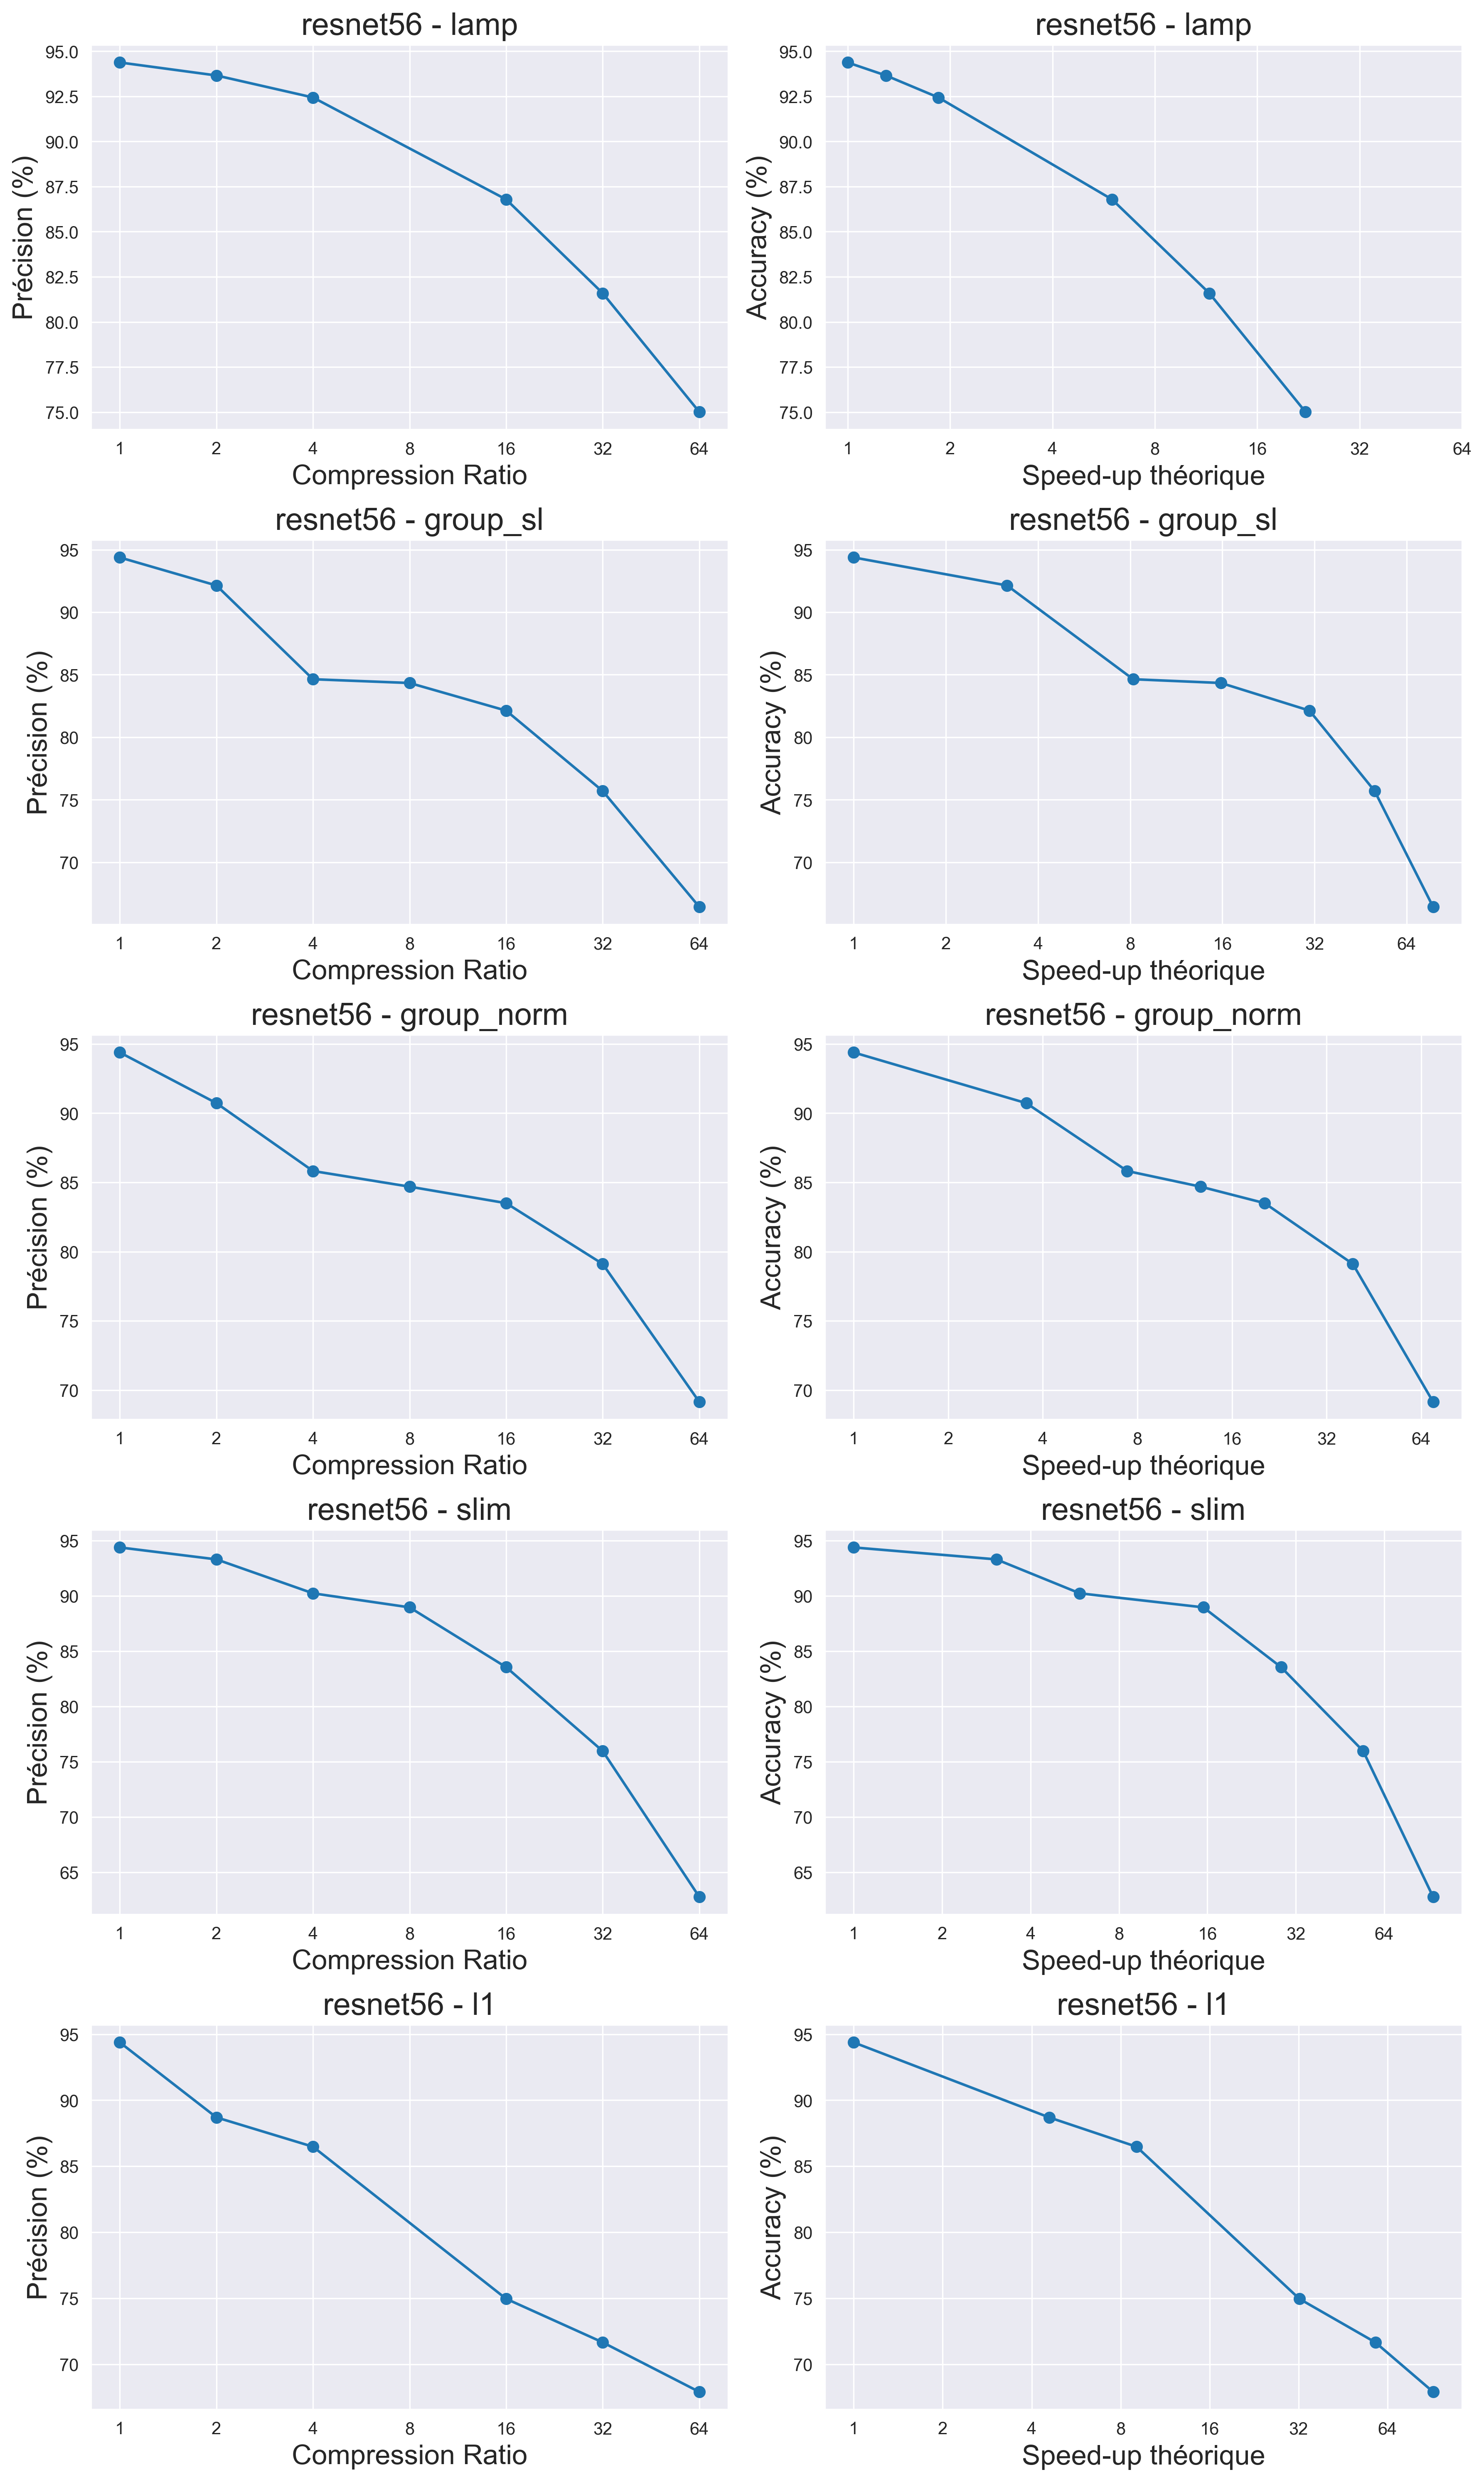 resnet56 - lamp
95.0
92.5
90.0
87.5
85.0
82.5
80.0
77.5
75.0
Précision (%)
1 2 4 8 16 32 64
Compression Ratio
resnet56 - lamp
95.0
92.5
90.0
87.5
85.0
82.5
80.0
77.5
75.0
Accuracy (%)
1 2 4 8 16 32 64
Speed-up théorique
resnet56 - group_sl
95
90
85
80
75
70
Précision (%)
1 2 4 8 16 32 64
Compression Ratio
resnet56 - group_sl
95
90
85
80
75
70
Accuracy (%)
1 2 4 8 16 32 64
Speed-up théorique
resnet56 - group_norm
95
90
85
80
75
70
Précision (%)
1 2 4 8 16 32 64
Compression Ratio
resnet56 - group_norm
95
90
85
80
75
70
Accuracy (%)
1 2 4 8 16 32 64
Speed-up théorique
resnet56 - slim
95
90
85
80
75
70
65
Précision (%)
1 2 4 8 16 32 64
Compression Ratio
resnet56 - slim
95
90
85
80
75
70
65
Accuracy (%)
1 2 4 8 16 32 64
Speed-up théorique
resnet56 - l1
95
90
85
80
75
70
Précision (%)
1 2 4 8 16 32 64
Compression Ratio
resnet56 - l1
95
90
85
80
75
70
Accuracy (%)
1 2 4 8 16 32 64
Speed-up théorique